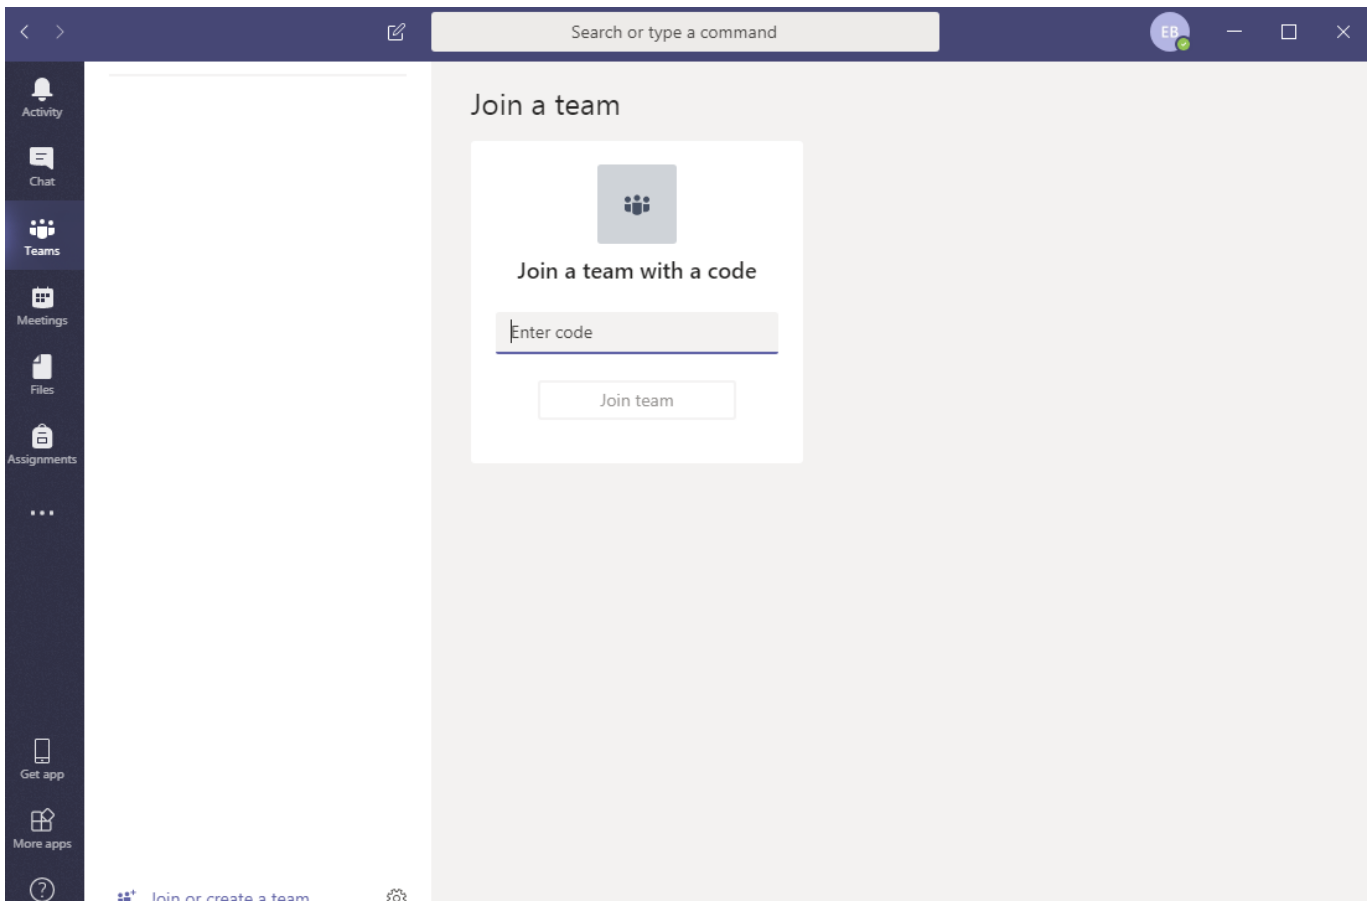 Search or type a command
EB
Activity
Chat
Teams
Meetings
Files
Assignments
Get app
More apps
Join or create a team
Join a team
Join a team with a code
Enter code
Join team